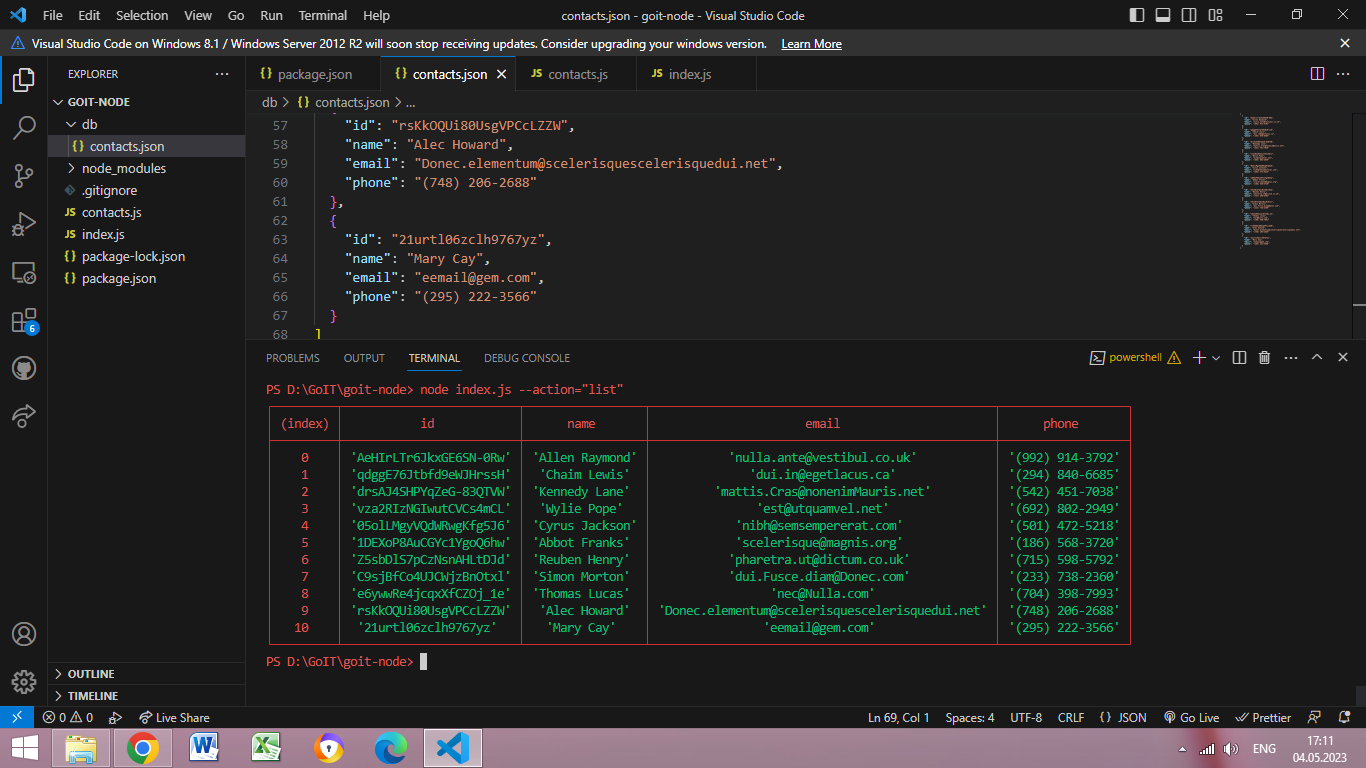 File Edit Selection View Go Run Terminal Help contacts.json - goit-node - Visual Studio Code
Visual Studio Code on Windows 8.1 / Windows Server 2012 R2 will soon stop receiving updates. Consider upgrading your windows version. Learn More
EXPLORER
GOIT-NODE
db
{} contacts.json
node_modules
.gitignore
JS contacts.js
JS index.js
{} package-lock.json
{} package.json
OUTLINE
TIMELINE
6
{} package.json {} contacts.json JS contacts.js JS index.js
db > {} contacts.json > ...
57 "id": "rsKkOQUi80UsgVPCcLZZW",
58 "name": "Alec Howard",
59 "email": "Donec.elementum@scelerisquescelerisquedui.net",
60 "phone": "(748) 206-2688"
61 },
62 {
63 "id": "21urtl06zclh9767yz",
64 "name": "Mary Cay",
65 "email": "eemail@gem.com",
66 "phone": "(295) 222-3566"
67 }
68 ]
PROBLEMS OUTPUT TERMINAL DEBUG CONSOLE powershell
PS D:\GoIT\goit-node> node index.js --action="list"
(index) id name email phone
0 'AeHIrLTr6JkxGE6SN-0Rw' 'Allen Raymond' 'nulla.ante@vestibul.co.uk' '(992) 914-3792'
1 'qdggE76Jtbfd9eWJHrssH' 'Chaim Lewis' 'dui.in@egetlacus.ca' '(294) 840-6685'
2 'drsAJ4SHPYqZeG-83QTVW' 'Kennedy Lane' 'mattis.Cras@nonenimMauris.net' '(542) 451-7038'
3 'vza2RIzNGIwutCVCs4mCL' 'Wylie Pope' 'est@utquamvel.net' '(692) 802-2949'
4 '05olLMgyVQdWRwgKfg5J6' 'Cyrus Jackson' 'nibh@semsempererat.com' '(501) 472-5218'
5 '1DEXoP8AuCGYc1YgoQ6hw' 'Abbot Franks' 'scelerisque@magnis.org' '(186) 568-3720'
6 'Z5sbDlS7pCzNsnAHLtDJd' 'Reuben Henry' 'pharetra.ut@dictum.co.uk' '(715) 598-5792'
7 'C9sjBfCo4UJCWjzBnOtxl' 'Simon Morton' 'dui.Fusce.diam@Donec.com' '(233) 738-2360'
8 'e6ywwRe4jcqxXfCZOj_1e' 'Thomas Lucas' 'nec@Nulla.com' '(704) 398-7993'
9 'rsKkOQUi80UsgVPCcLZZW' 'Alec Howard' 'Donec.elementum@scelerisquescelerisquedui.net' '(748) 206-2688'
10 '21urtl06zclh9767yz' 'Mary Cay' 'eemail@gem.com' '(295) 222-3566'
PS D:\GoIT\goit-node>
0 0 Live Share Ln 69, Col 1 Spaces: 4 UTF-8 CRLF {} JSON Go Live Prettier
ENG 17:11
04.05.2023